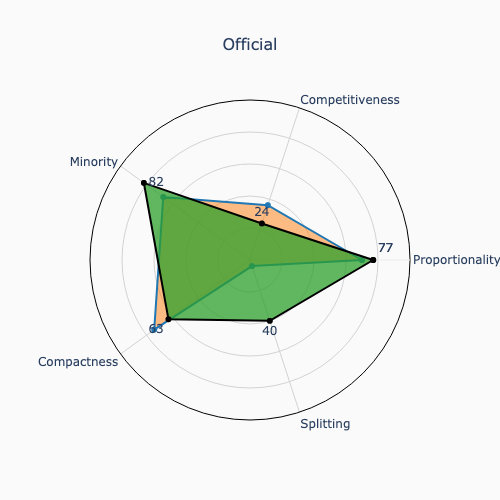 Official
Competitiveness
Minority
82
24
77
Proportionality
63
40
Compactness
Splitting